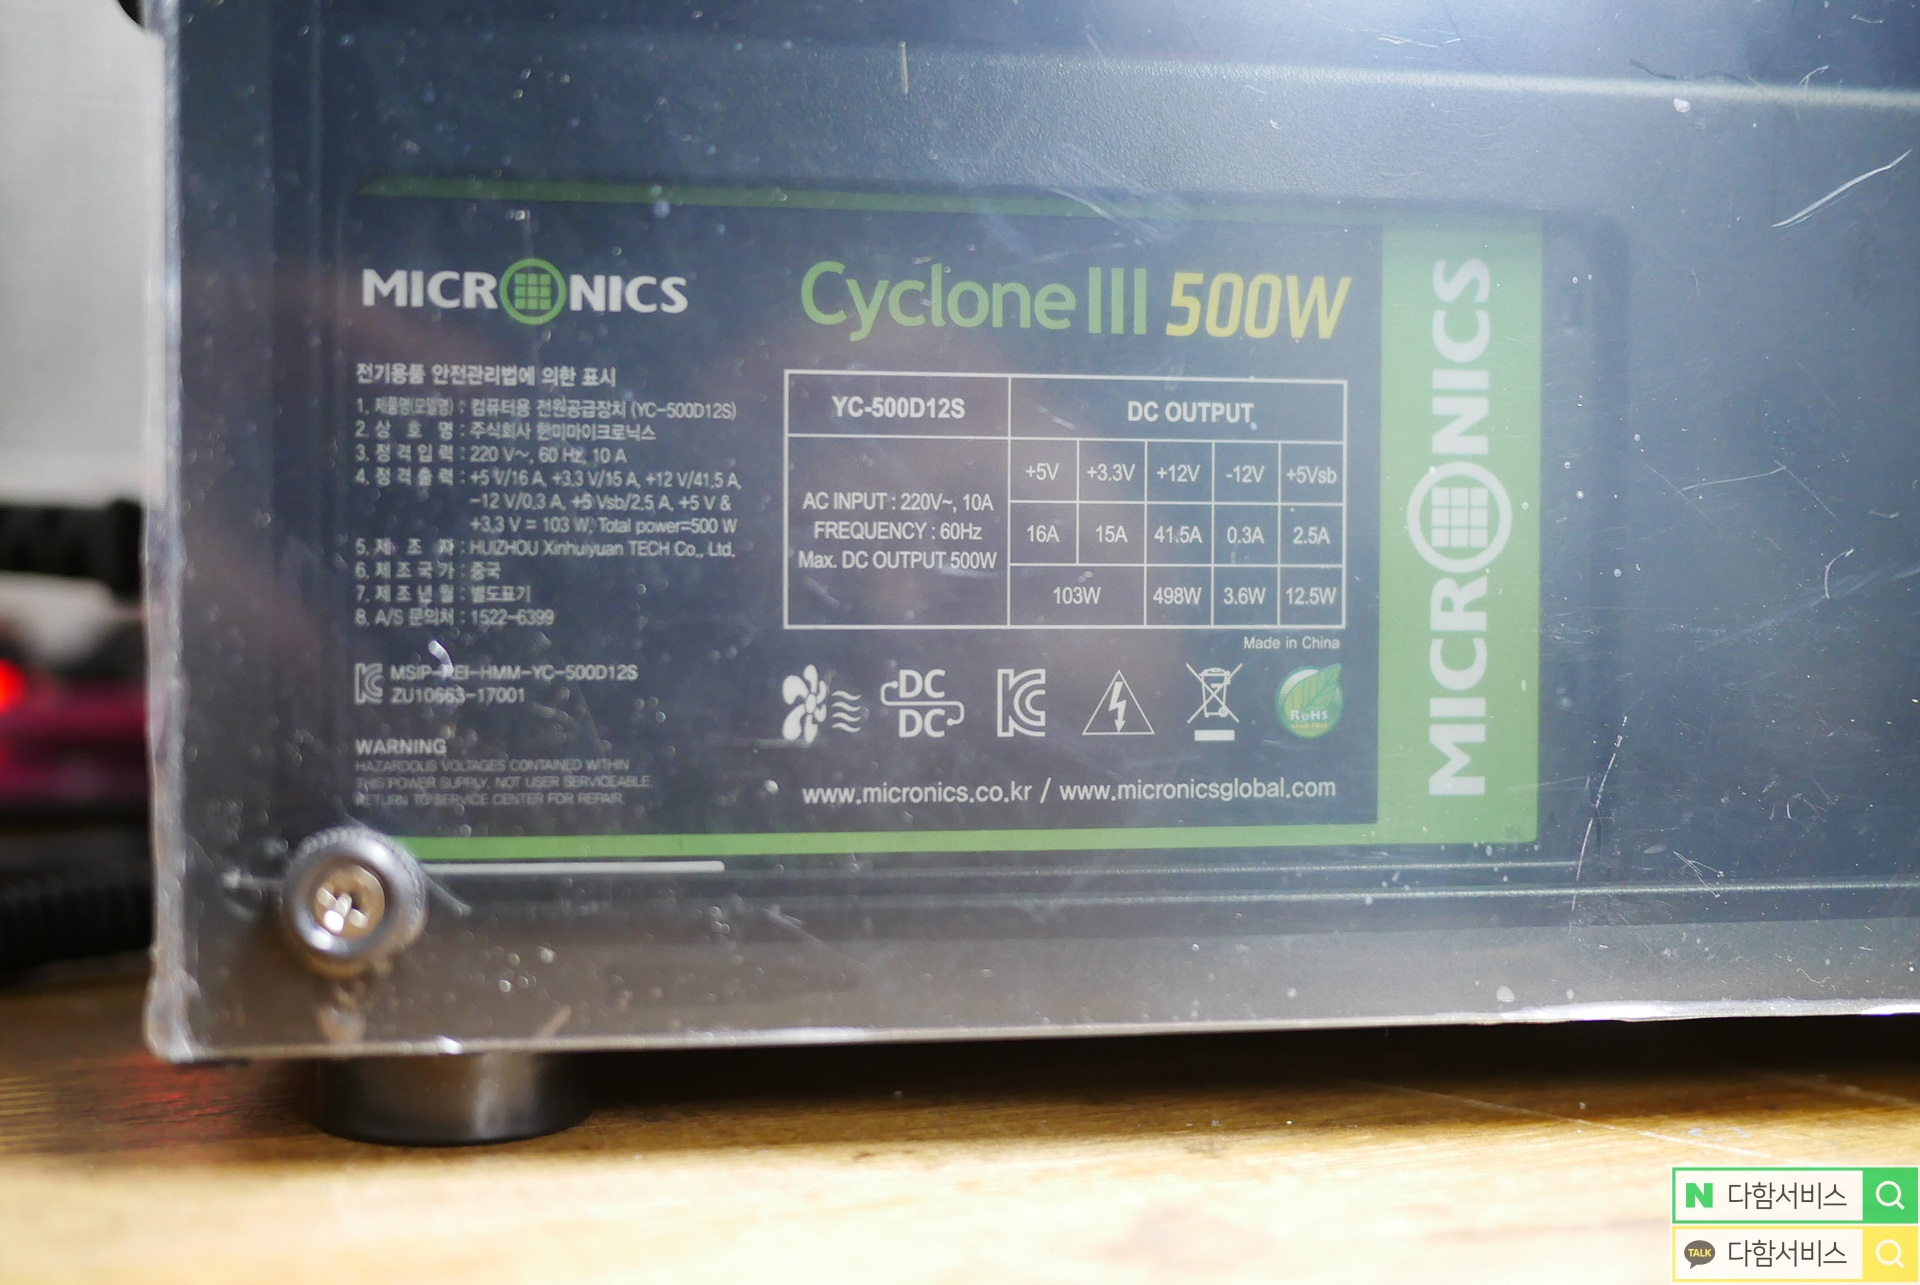 MICRONICS
Cyclone III 500W
전기용품 안전관리법에 의한 표시
1. 제품명(모델명) : 컴퓨터용 전원공급장치 (YC-500D12S)
2. 상 호 명 : 주식회사 한미마이크로닉스
3. 정 격 입 력 : 220 V~, 60 Hz, 10 A
4. 정 격 출 력 : +5 V/16 A, +3.3 V/15 A, +12 V/41.5 A,
-12 V/0.3 A, +5 Vsb/2.5 A, +5 V &
+3.3 V = 103 W, Total power=500 W
5. 제 조 자 : HUIZHOU Xinhuiyuan TECH Co., Ltd.
6. 제 조 국 가 : 중국
7. 제 조 년 월 : 별도표기
8. A/S 문의처 : 1522-6399
MSIP-REI-HMM-YC-500D12S
ZU10663-17001
WARNING
HAZARDOUS VOLTAGES CONTAINED WITHIN
THIS POWER SUPPLY, NOT USER SERVICEABLE.
RETURN TO SERVICE CENTER FOR REPAIR.
YC-500D12S
DC OUTPUT
AC INPUT : 220V~, 10A
FREQUENCY : 60Hz
Max. DC OUTPUT 500W
+5V +3.3V +12V -12V +5Vsb
16A 15A 41.5A 0.3A 2.5A
103W 498W 3.6W 12.5W
Made in China
DC
DC
RoHS
www.micronics.co.kr / www.micronicsglobal.com
MICRONICS
N 다함서비스
TALK 다함서비스